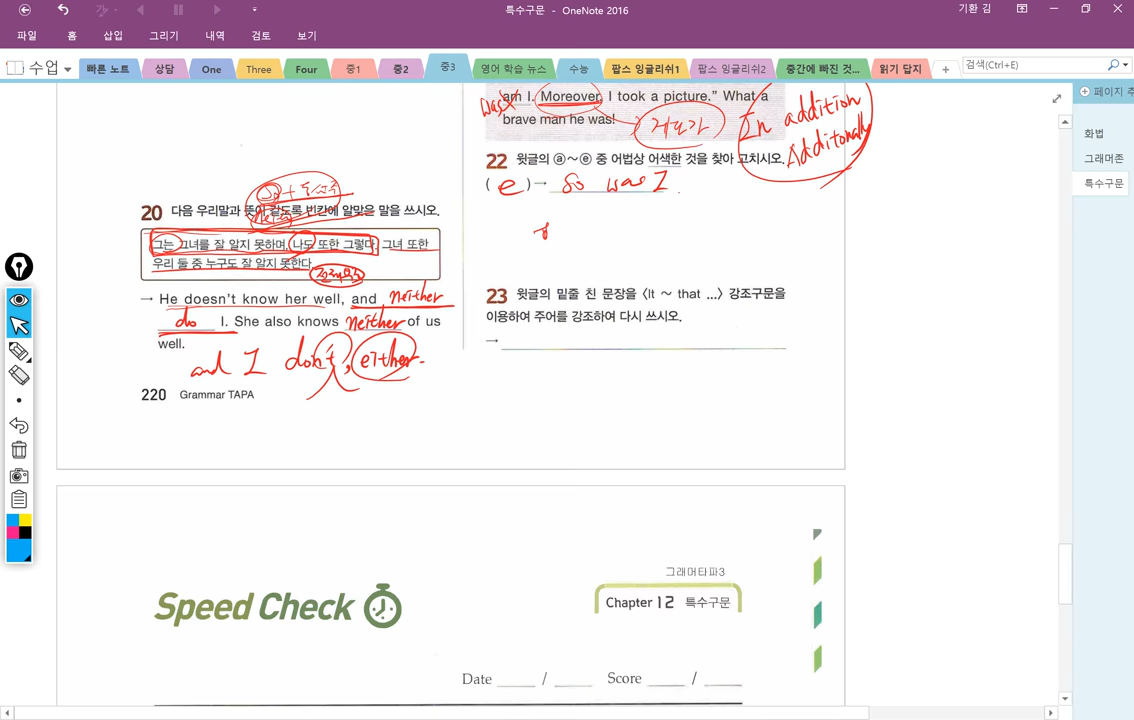 특수구문 - OneNote 2016
기환 김
파일 홈 삽입 그리기 내역 검토 보기
수업 빠른 노트 상담 One Three Four 중1 중2 중3 영어 학습 뉴스 수능 팝스 잉글리쉬1 팝스 잉글리쉬2 중간에 빠진 것... 읽기 답지 + 검색(Ctrl+E)
페이지 추
화법
그래머존
특수구문
so + 동.주
20 다음 우리말과 뜻이 같도록 빈칸에 알맞은 말을 쓰시오.
그는 그녀를 잘 알지 못하며, 나도 또한 그렇다. 그녀 또한
우리 둘 중 누구도 잘 알지 못한다.
→ He doesn't know her well, and neither
do I. She also knows neither of us
well.
and I don't, either.
220 Grammar TAPA
was
am I. Moreover, I took a picture." What a
brave man he was!
게다가
In addition
Additonally
22 윗글의 ⓐ~ⓔ 중 어법상 어색한 것을 찾아 고치시오.
( e ) → So was I
23 윗글의 밑줄 친 문장을 〈It ~ that ...〉 강조구문을
이용하여 주어를 강조하여 다시 쓰시오.
→
Speed Check
그래머타파3
Chapter 12 특수구문
Date ____ / ____ Score ____ / ____